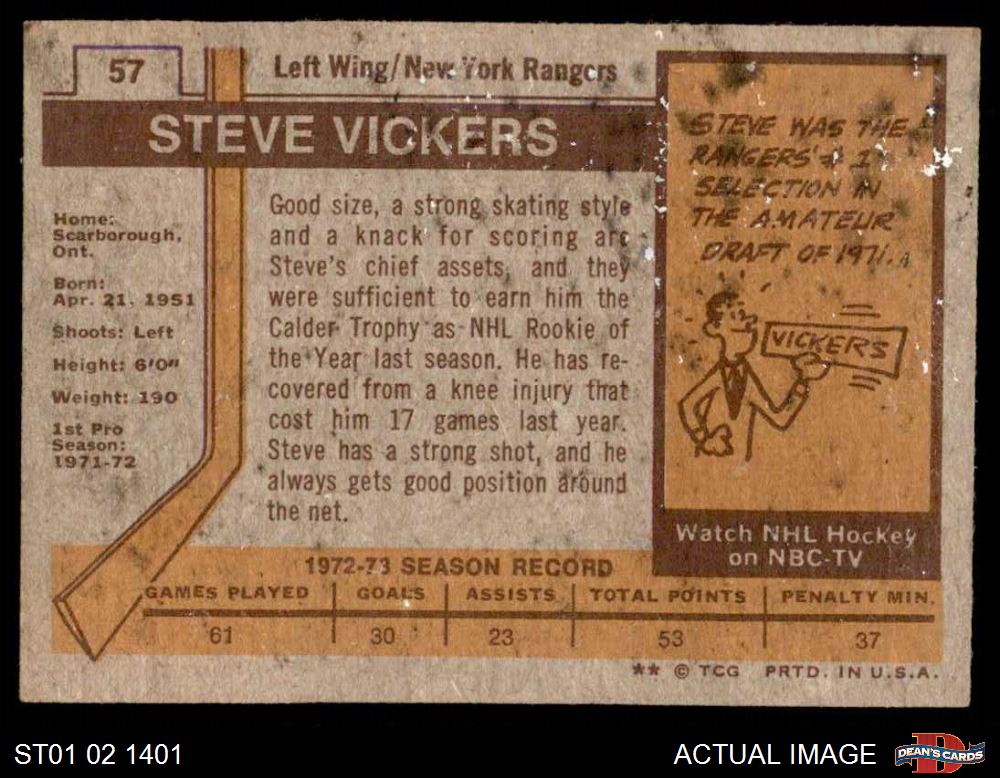 57
Left Wing/New York Rangers
STEVE VICKERS
Home:
Scarborough,
Ont.
Born:
Apr. 21. 1951
Shoots: Left
Height: 6'0"
Weight: 190
1st Pro
Season:
1971-72
Good size, a strong skating style
and a knack for scoring are
Steve's chief assets, and they
were sufficient to earn him the
Calder Trophy as NHL Rookie of
the Year last season. He has re-
covered from a knee injury that
cost him 17 games last year.
Steve has a strong shot, and he
always gets good position around
the net.
STEVE WAS THE
RANGERS' # 1
SELECTION IN
THE AMATEUR
DRAFT OF 1971.
VICKERS
Watch NHL Hockey
on NBC-TV
1972-73 SEASON RECORD
GAMES PLAYED GOALS ASSISTS TOTAL POINTS PENALTY MIN.
61 30 23 53 37
** © TCG PRTD. IN U.S.A.
ST01 02 1401
ACTUAL IMAGE
DEAN'S CARDS